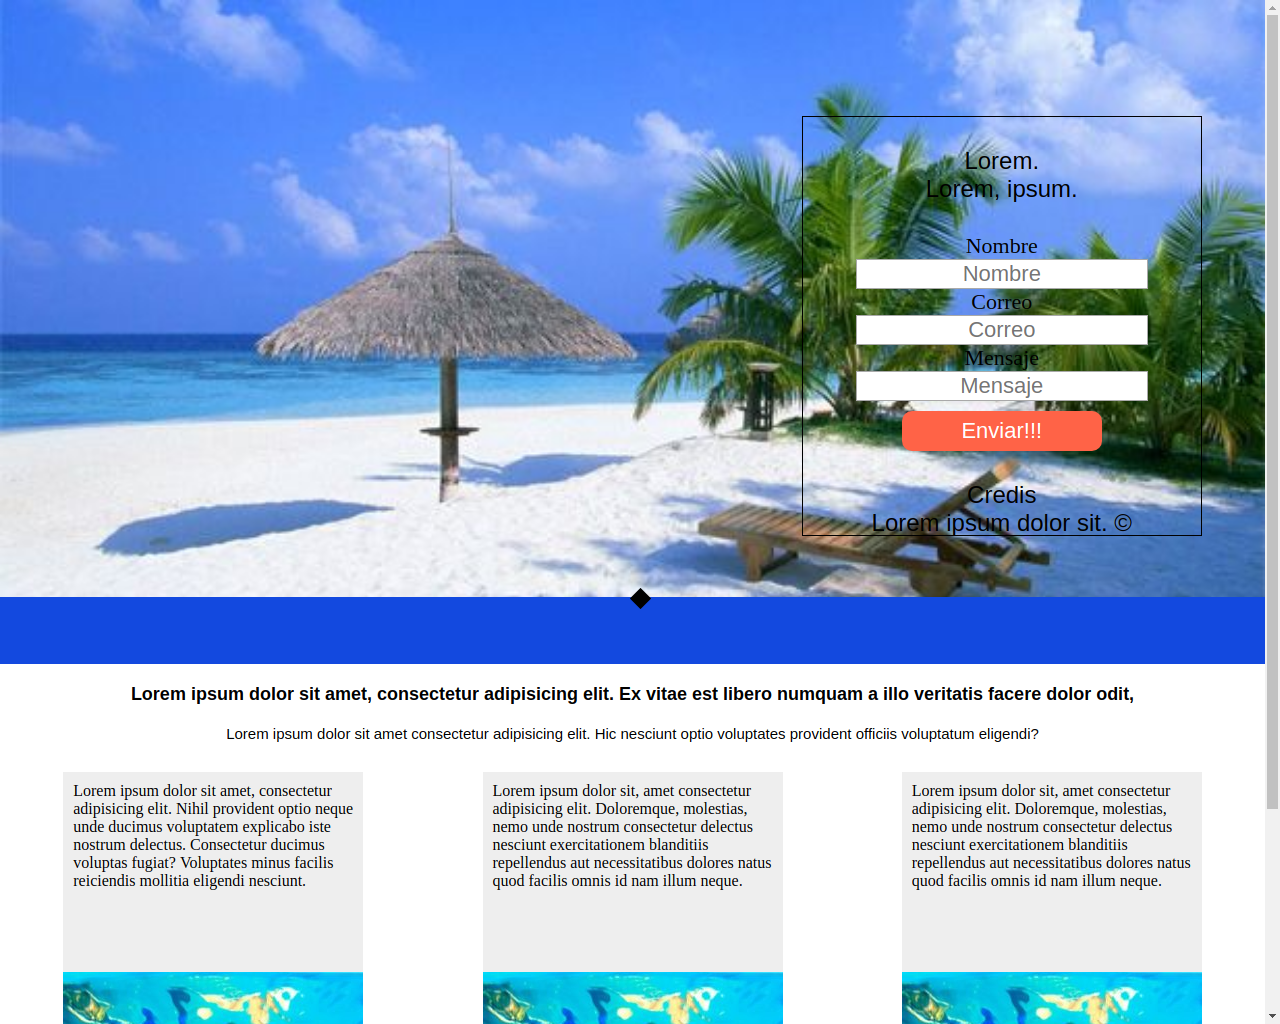 Lorem.
Lorem, ipsum.
Nombre
Nombre
Correo
Correo
Mensaje
Mensaje
Enviar!!!
Credis
Lorem ipsum dolor sit. ©
Lorem ipsum dolor sit amet, consectetur adipisicing elit. Ex vitae est libero numquam a illo veritatis facere dolor odit,
Lorem ipsum dolor sit amet consectetur adipisicing elit. Hic nesciunt optio voluptates provident officiis voluptatum eligendi?
Lorem ipsum dolor sit amet, consectetur
adipisicing elit. Nihil provident optio neque
unde ducimus voluptatem explicabo iste
nostrum delectus. Consectetur ducimus
voluptas fugiat? Voluptates minus facilis
reiciendis mollitia eligendi nesciunt.
Lorem ipsum dolor sit, amet consectetur
adipisicing elit. Doloremque, molestias,
nemo unde nostrum consectetur delectus
nesciunt exercitationem blanditiis
repellendus aut necessitatibus dolores natus
quod facilis omnis id nam illum neque.
Lorem ipsum dolor sit, amet consectetur
adipisicing elit. Doloremque, molestias,
nemo unde nostrum consectetur delectus
nesciunt exercitationem blanditiis
repellendus aut necessitatibus dolores natus
quod facilis omnis id nam illum neque.